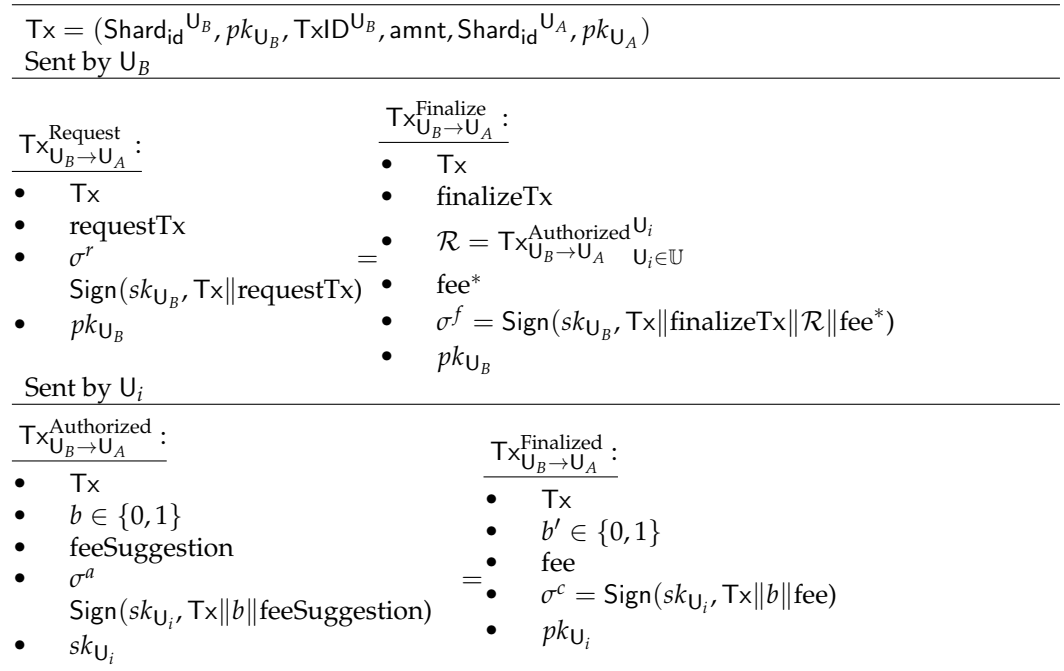 Tx = (Shard_id^{U_B}, pk_{U_B}, TxID^{U_B}, amnt, Shard_id^{U_A}, pk_{U_A})
Sent by U_B
Tx^{Request}_{U_B→U_A} :
• Tx
• requestTx
• σ^r =
Sign(sk_{U_B}, Tx‖requestTx)
• pk_{U_B}
Tx^{Finalize}_{U_B→U_A} :
• Tx
• finalizeTx
• ℛ = Tx^{Authorized}_{U_B→U_A}^{U_i}_{U_i∈𝕌}
• fee*
• σ^f = Sign(sk_{U_B}, Tx‖finalizeTx‖ℛ‖fee*)
• pk_{U_B}
Sent by U_i
Tx^{Authorized}_{U_B→U_A} :
• Tx
• b ∈ {0, 1}
• feeSuggestion
• σ^a =
Sign(sk_{U_i}, Tx‖b‖feeSuggestion)
• sk_{U_i}
Tx^{Finalized}_{U_B→U_A} :
• Tx
• b′ ∈ {0, 1}
• fee
• σ^c = Sign(sk_{U_i}, Tx‖b‖fee)
• pk_{U_i}